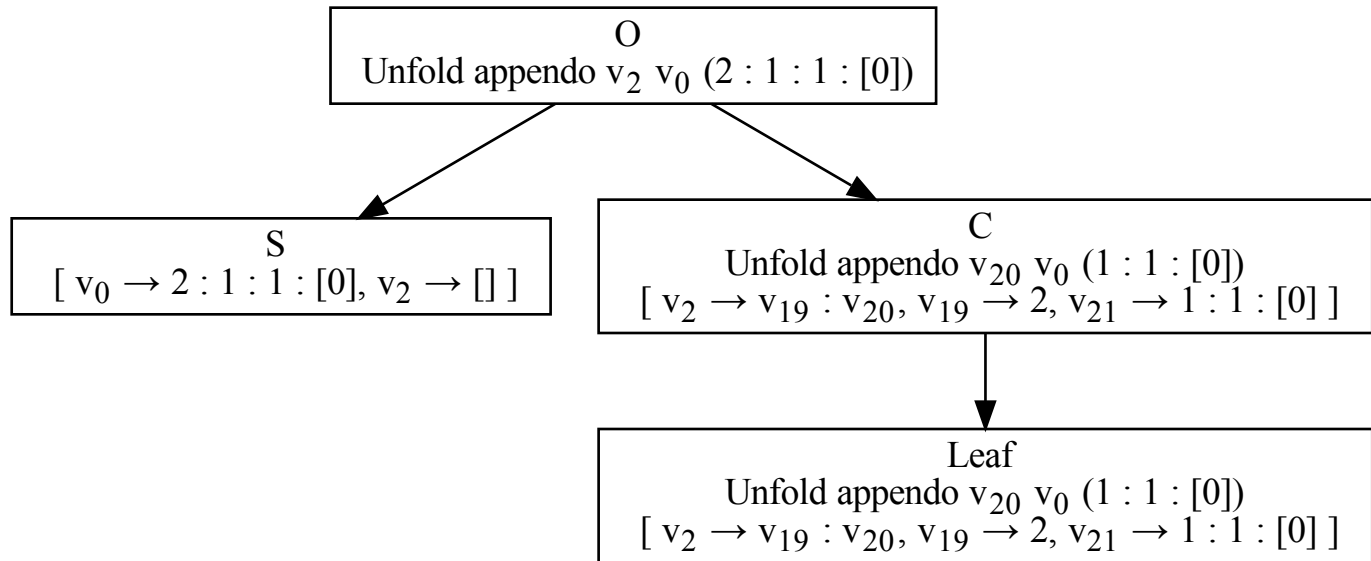 O
Unfold appendo v₂ v₀ (2 : 1 : 1 : [0])
S
[ v₀ → 2 : 1 : 1 : [0], v₂ → [] ]
C
Unfold appendo v₂₀ v₀ (1 : 1 : [0])
[ v₂ → v₁₉ : v₂₀, v₁₉ → 2, v₂₁ → 1 : 1 : [0] ]
Leaf
Unfold appendo v₂₀ v₀ (1 : 1 : [0])
[ v₂ → v₁₉ : v₂₀, v₁₉ → 2, v₂₁ → 1 : 1 : [0] ]